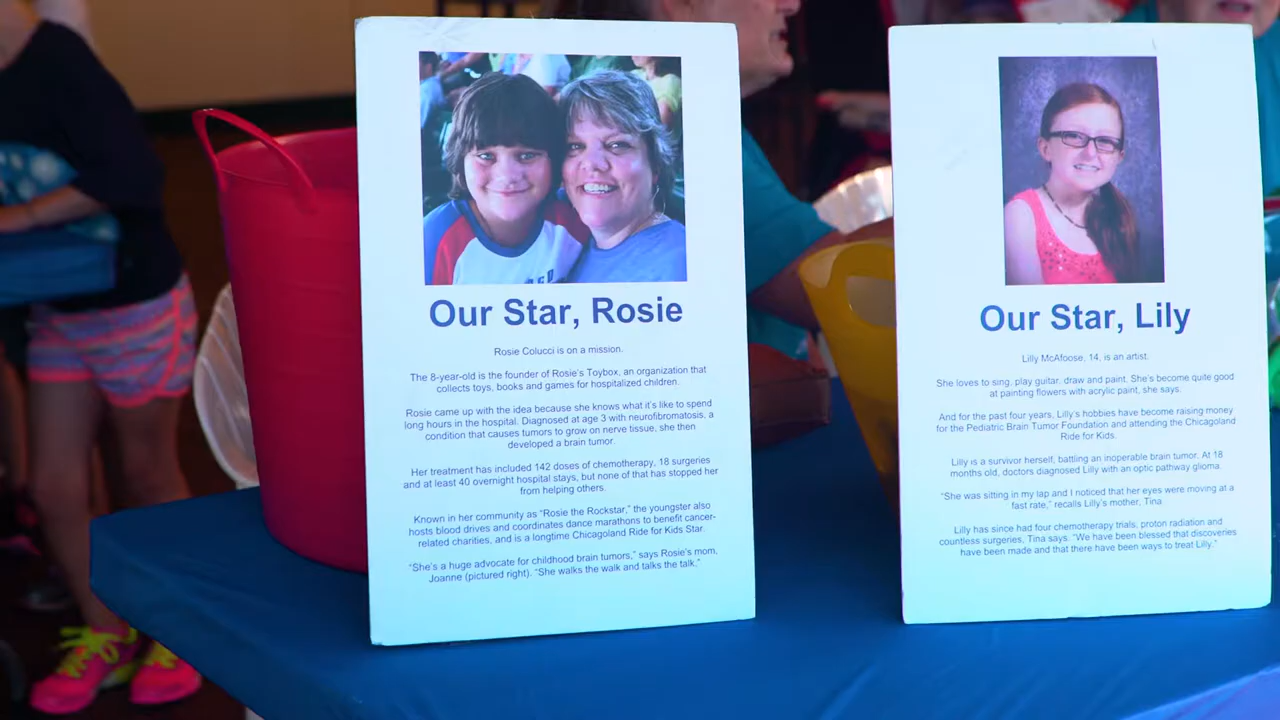 Our Star, Rosie
Rosie Colucci is on a mission.
The 8-year-old is the founder of Rosie's Toybox, an organization that
collects toys, books and games for hospitalized children.
Rosie came up with the idea because she knows what it's like to spend
long hours in the hospital. Diagnosed at age 3 with neurofibromatosis, a
condition that causes tumors to grow on nerve tissue, she then
developed a brain tumor.
Her treatment has included 142 doses of chemotherapy, 18 surgeries
and at least 40 overnight hospital stays, but none of that has stopped her
from helping others.
Known in her community as "Rosie the Rockstar," the youngster also
hosts blood drives and coordinates dance marathons to benefit cancer-
related charities, and is a longtime Chicagoland Ride for Kids Star.
"She's a huge advocate for childhood brain tumors," says Rosie's mom,
Joanne (pictured right). "She walks the walk and talks the talk."
Our Star, Lily
Lilly McAfoose, 14, is an artist.
She loves to sing, play guitar, draw and paint. She's become quite good
at painting flowers with acrylic paint, she says.
And for the past four years, Lilly's hobbies have become raising money
for the Pediatric Brain Tumor Foundation and attending the Chicagoland
Ride for Kids.
Lilly is a survivor herself, battling an inoperable brain tumor. At 18
months old, doctors diagnosed Lilly with an optic pathway glioma.
"She was sitting in my lap and I noticed that her eyes were moving at a
fast rate," recalls Lilly's mother, Tina.
Lilly has since had four chemotherapy trials, proton radiation and
countless surgeries, Tina says. "We have been blessed that discoveries
have been made and that there have been ways to treat Lilly."